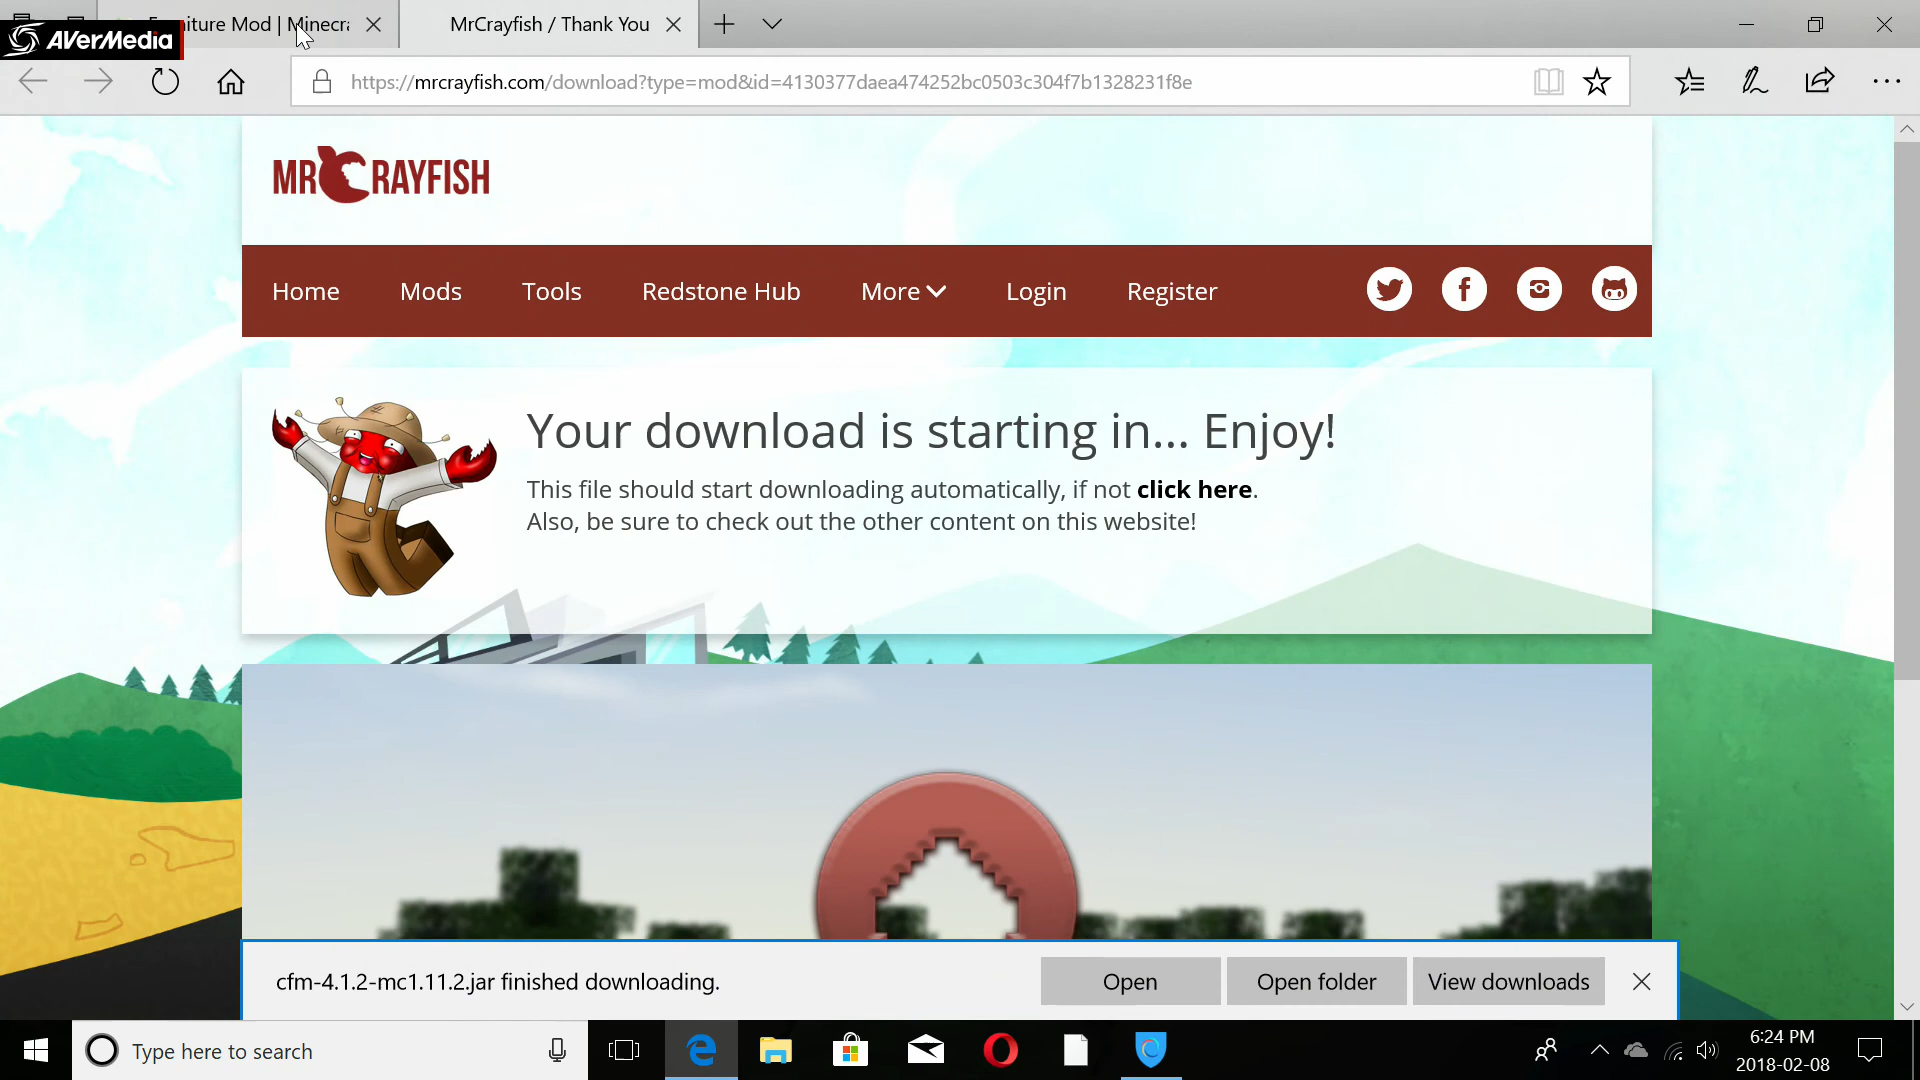 AVerMedia
iture Mod | Minecra
MrCrayfish / Thank You
https://mrcrayfish.com/download?type=mod&id=4130377daea474252bc0503c304f7b1328231f8e
MRCRAYFISH
Home Mods Tools Redstone Hub More Login Register
Your download is starting in... Enjoy!
This file should start downloading automatically, if not click here.
Also, be sure to check out the other content on this website!
cfm-4.1.2-mc1.11.2.jar finished downloading.
Open Open folder View downloads
Type here to search
6:24 PM
2018-02-08